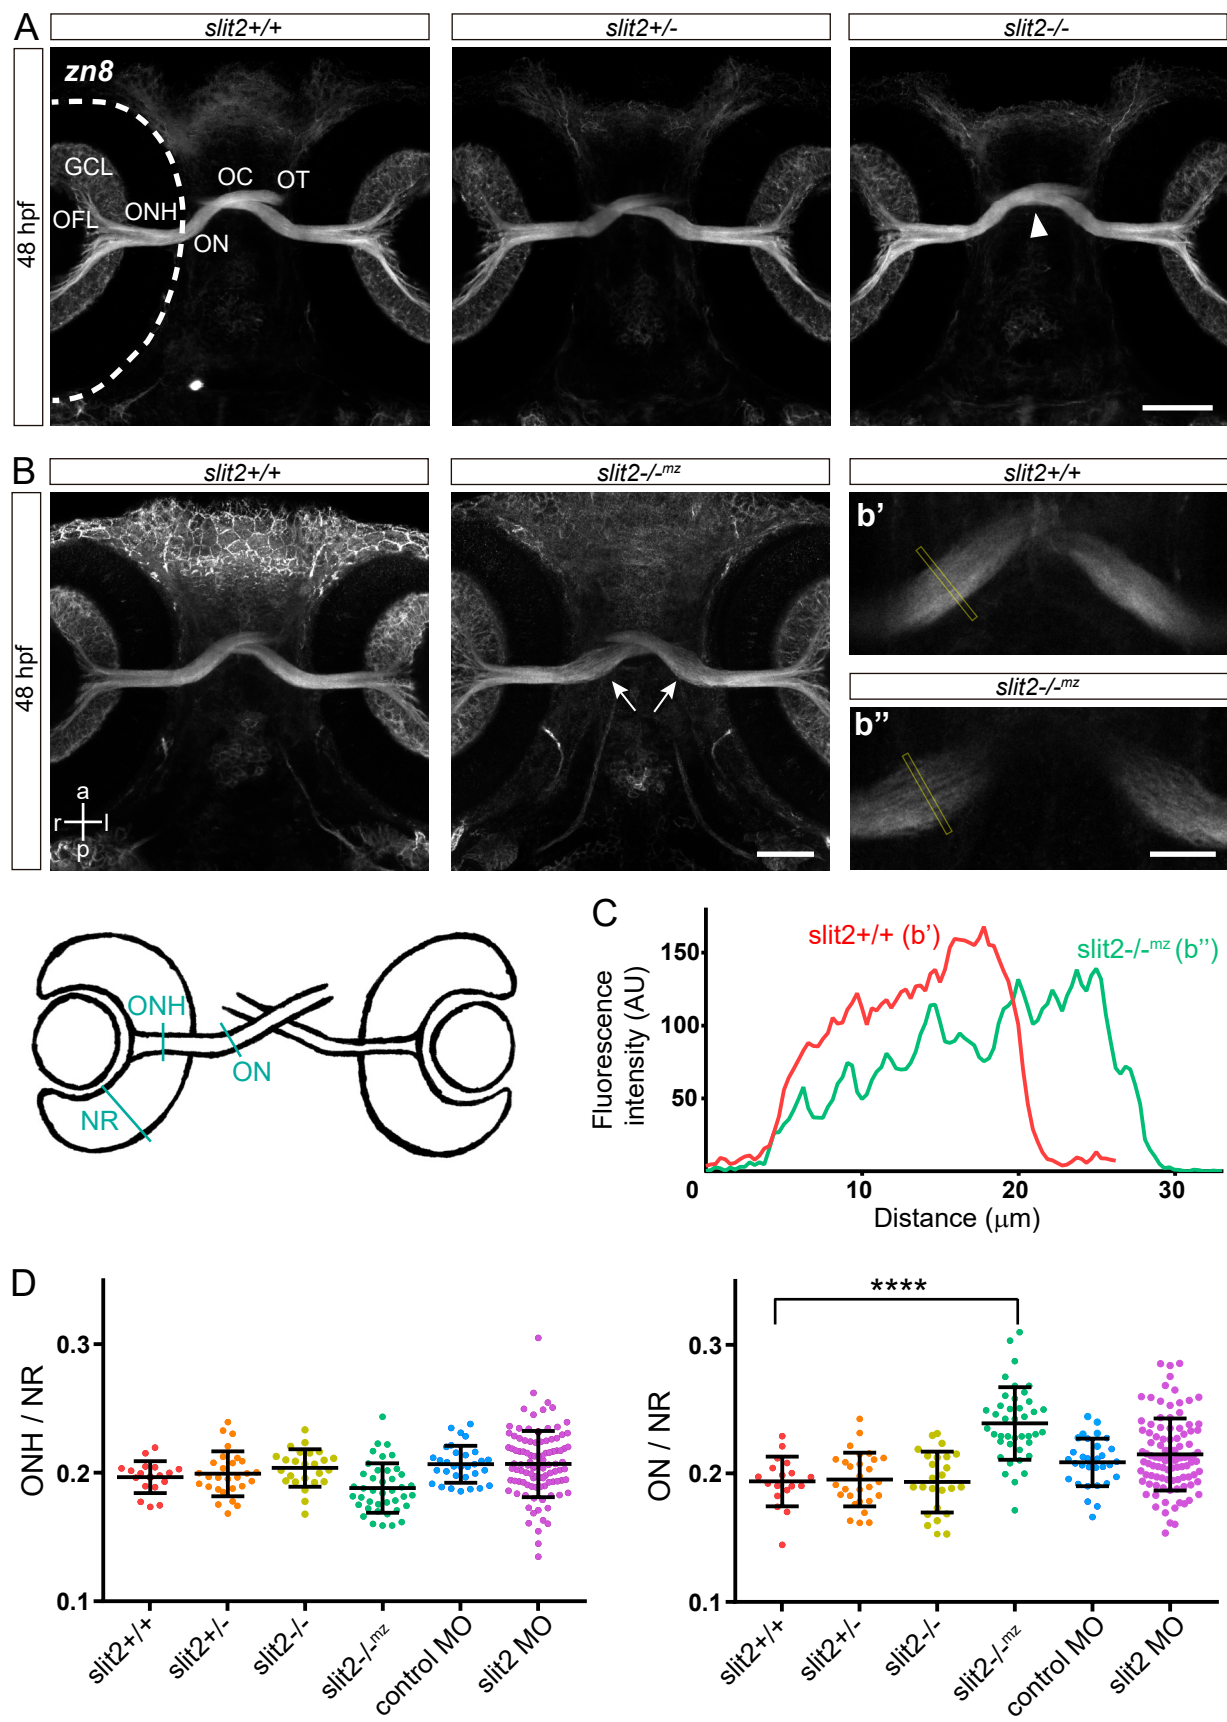 A
slit2+/+
slit2+/-
slit2-/-
48 hpf
zn8
GCL
OC
OT
OFL
ONH
ON
B
slit2+/+
slit2-/-mz
slit2+/+
48 hpf
b'
slit2-/-mz
b''
a
r
l
p
ONH
ON
NR
C
Fluorescence
intensity (AU)
150
100
50
slit2+/+ (b')
slit2-/-mz (b'')
0
10
20
30
Distance (μm)
D
ONH / NR
0.3
0.2
0.1
slit2+/+
slit2+/-
slit2-/-
slit2-/-mz
control MO
slit2 MO
ON / NR
****
0.3
0.2
0.1
slit2+/+
slit2+/-
slit2-/-
slit2-/-mz
control MO
slit2 MO